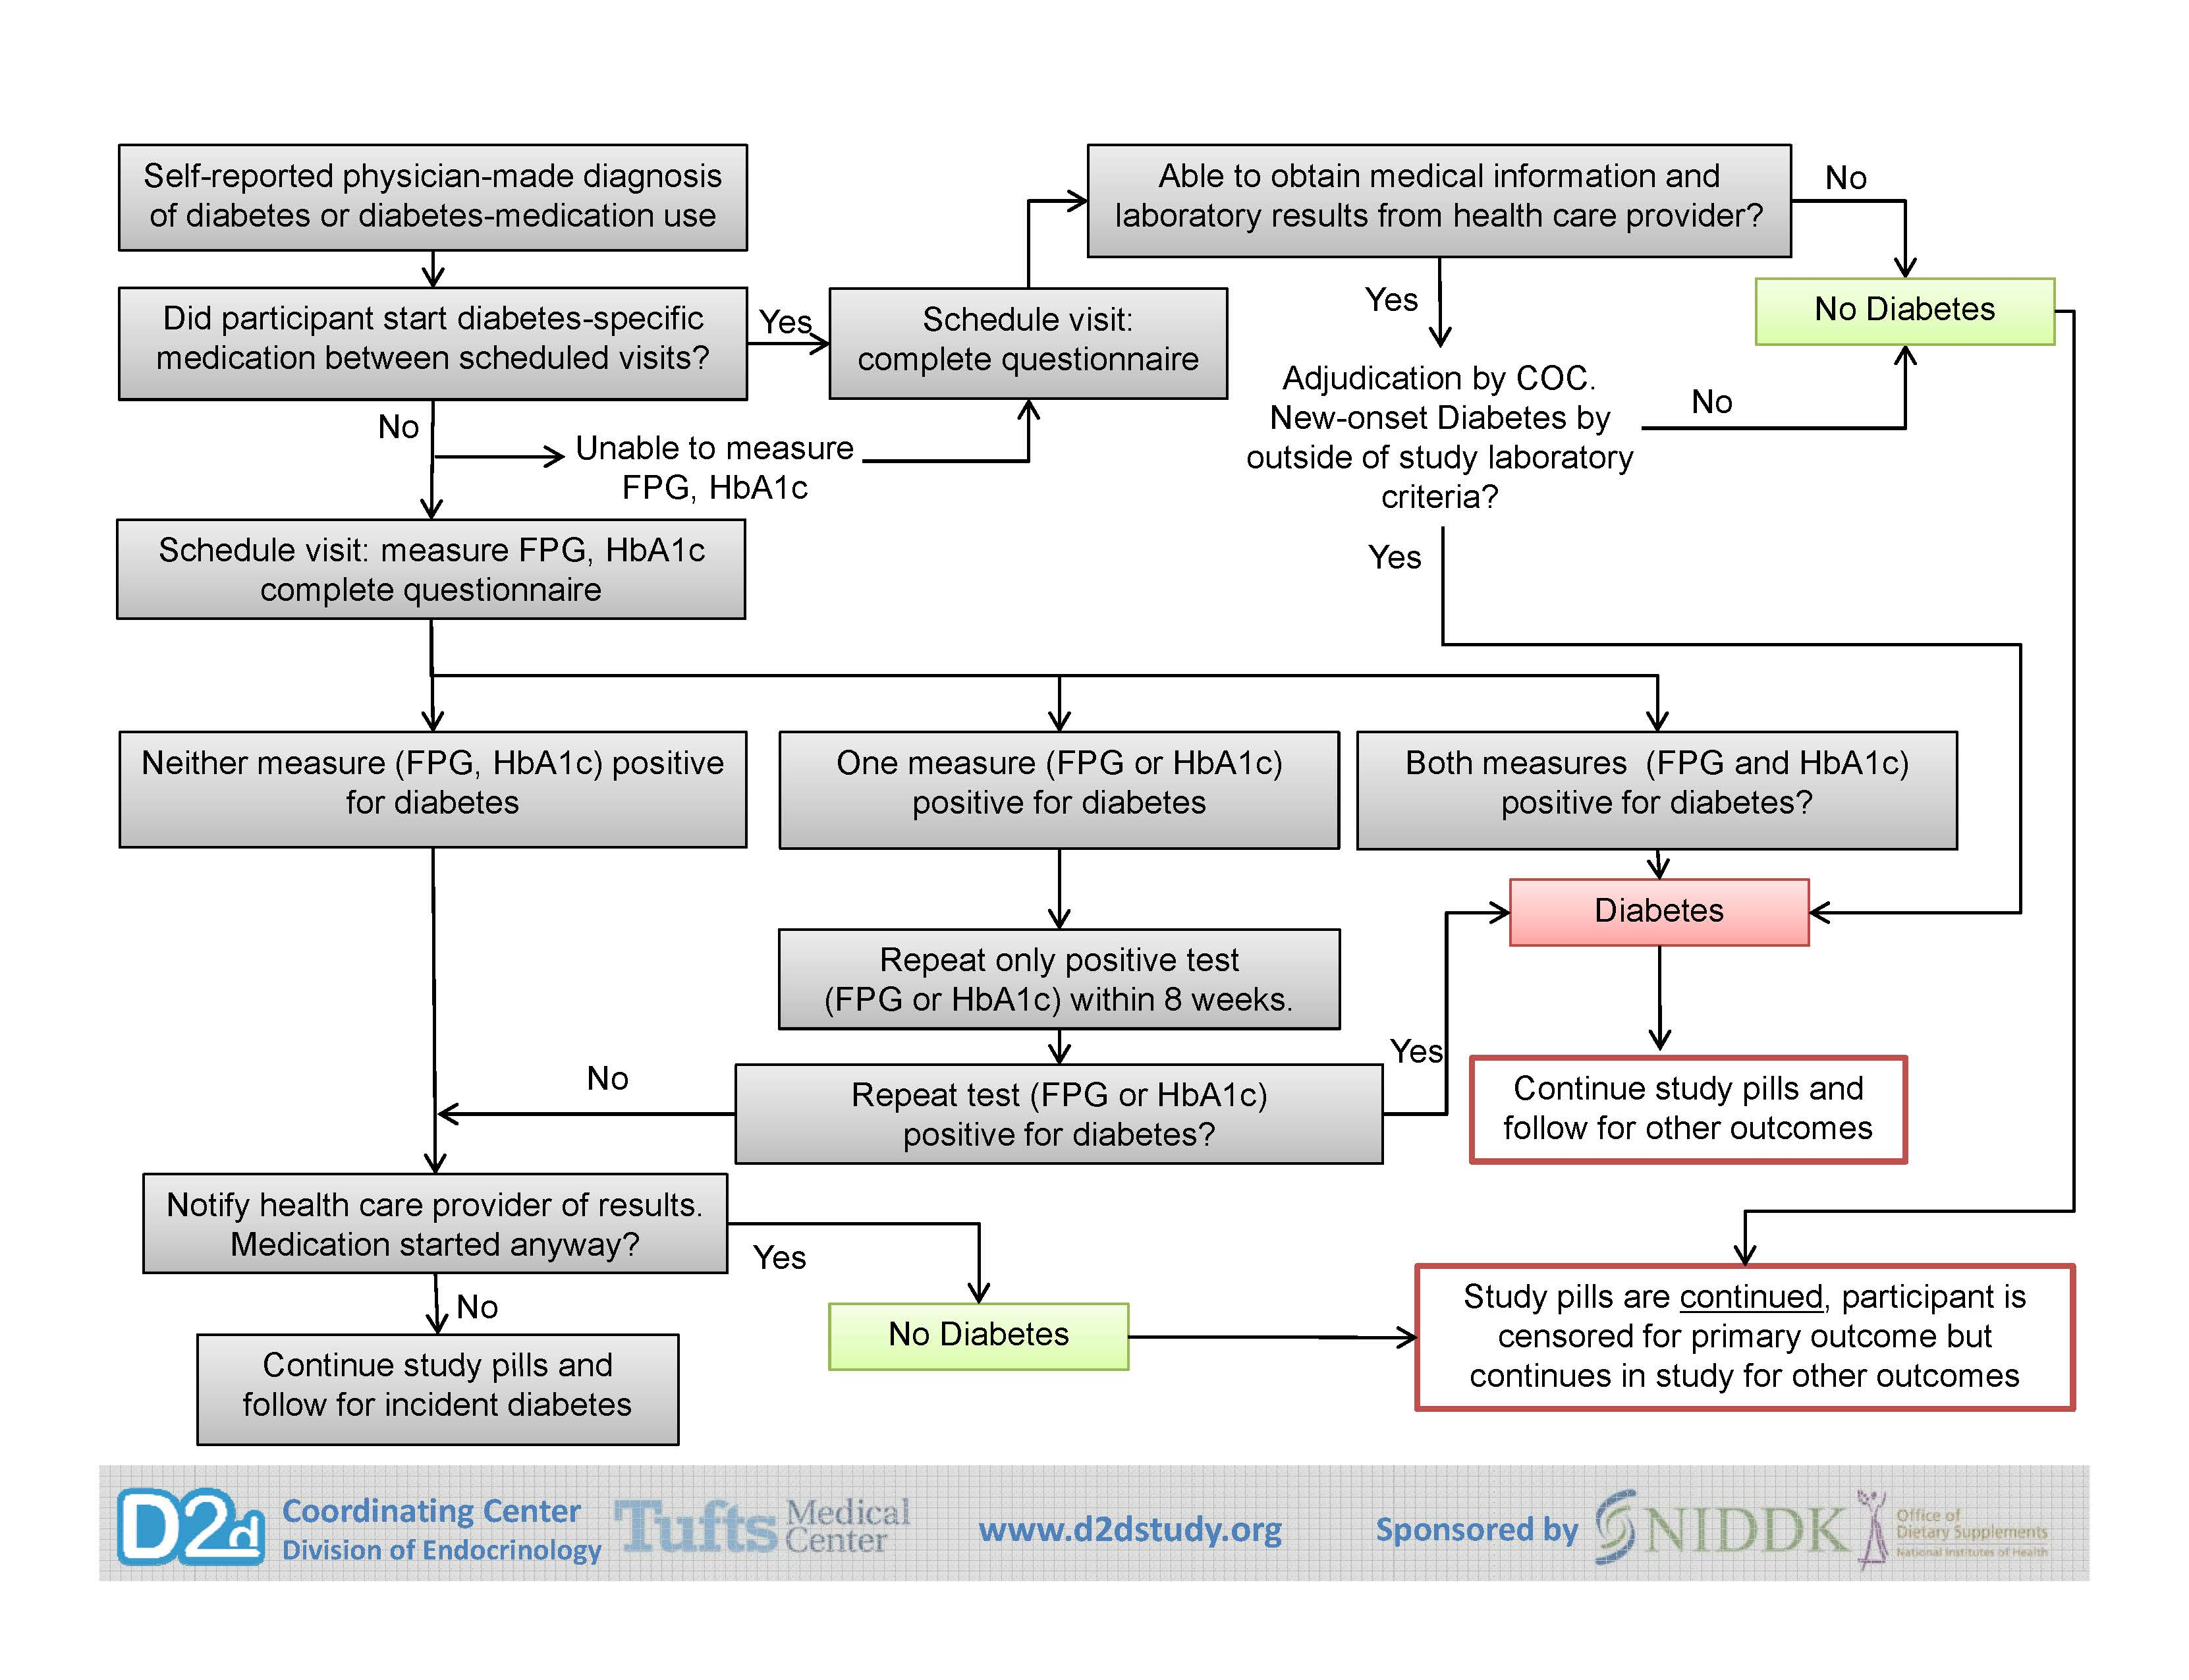 Self-reported physician-made diagnosis
of diabetes or diabetes-medication use
Did participant start diabetes-specific
medication between scheduled visits?
Yes
Schedule visit:
complete questionnaire
Able to obtain medical information and
laboratory results from health care provider?
No
No Diabetes
Yes
Adjudication by COC.
New-onset Diabetes by
outside of study laboratory
criteria?
No
Yes
No
Unable to measure
FPG, HbA1c
Schedule visit: measure FPG, HbA1c
complete questionnaire
Neither measure (FPG, HbA1c) positive
for diabetes
One measure (FPG or HbA1c)
positive for diabetes
Both measures (FPG and HbA1c)
positive for diabetes?
Diabetes
Repeat only positive test
(FPG or HbA1c) within 8 weeks.
Yes
No
Repeat test (FPG or HbA1c)
positive for diabetes?
Continue study pills and
follow for other outcomes
Notify health care provider of results.
Medication started anyway?
Yes
No
No Diabetes
Study pills are continued, participant is
censored for primary outcome but
continues in study for other outcomes
Continue study pills and
follow for incident diabetes
D2d
Coordinating Center
Division of Endocrinology
Tufts Medical
Center
www.d2dstudy.org
Sponsored by
NIDDK
Office of
Dietary Supplements
National Institutes of Health